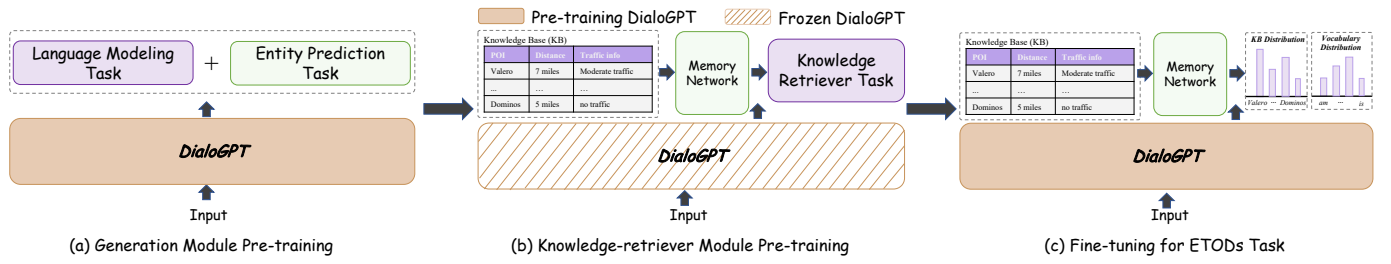 Pre-training DialoGPT
Frozen DialoGPT
Language Modeling
Task
+
Entity Prediction
Task
DialoGPT
Input
(a) Generation Module Pre-training
Knowledge Base (KB)
POI Distance Traffic info
Valero 7 miles Moderate traffic
... ... ...
Dominos 5 miles no traffic
Memory
Network
Knowledge
Retriever Task
DialoGPT
Input
(b) Knowledge-retriever Module Pre-training
Knowledge Base (KB)
POI Distance Traffic info
Valero 7 miles Moderate traffic
... ... ...
Dominos 5 miles no traffic
Memory
Network
KB Distribution
Valero ... Dominos
Vocabulary
Distribution
am ... is
DialoGPT
Input
(c) Fine-tuning for ETODs Task